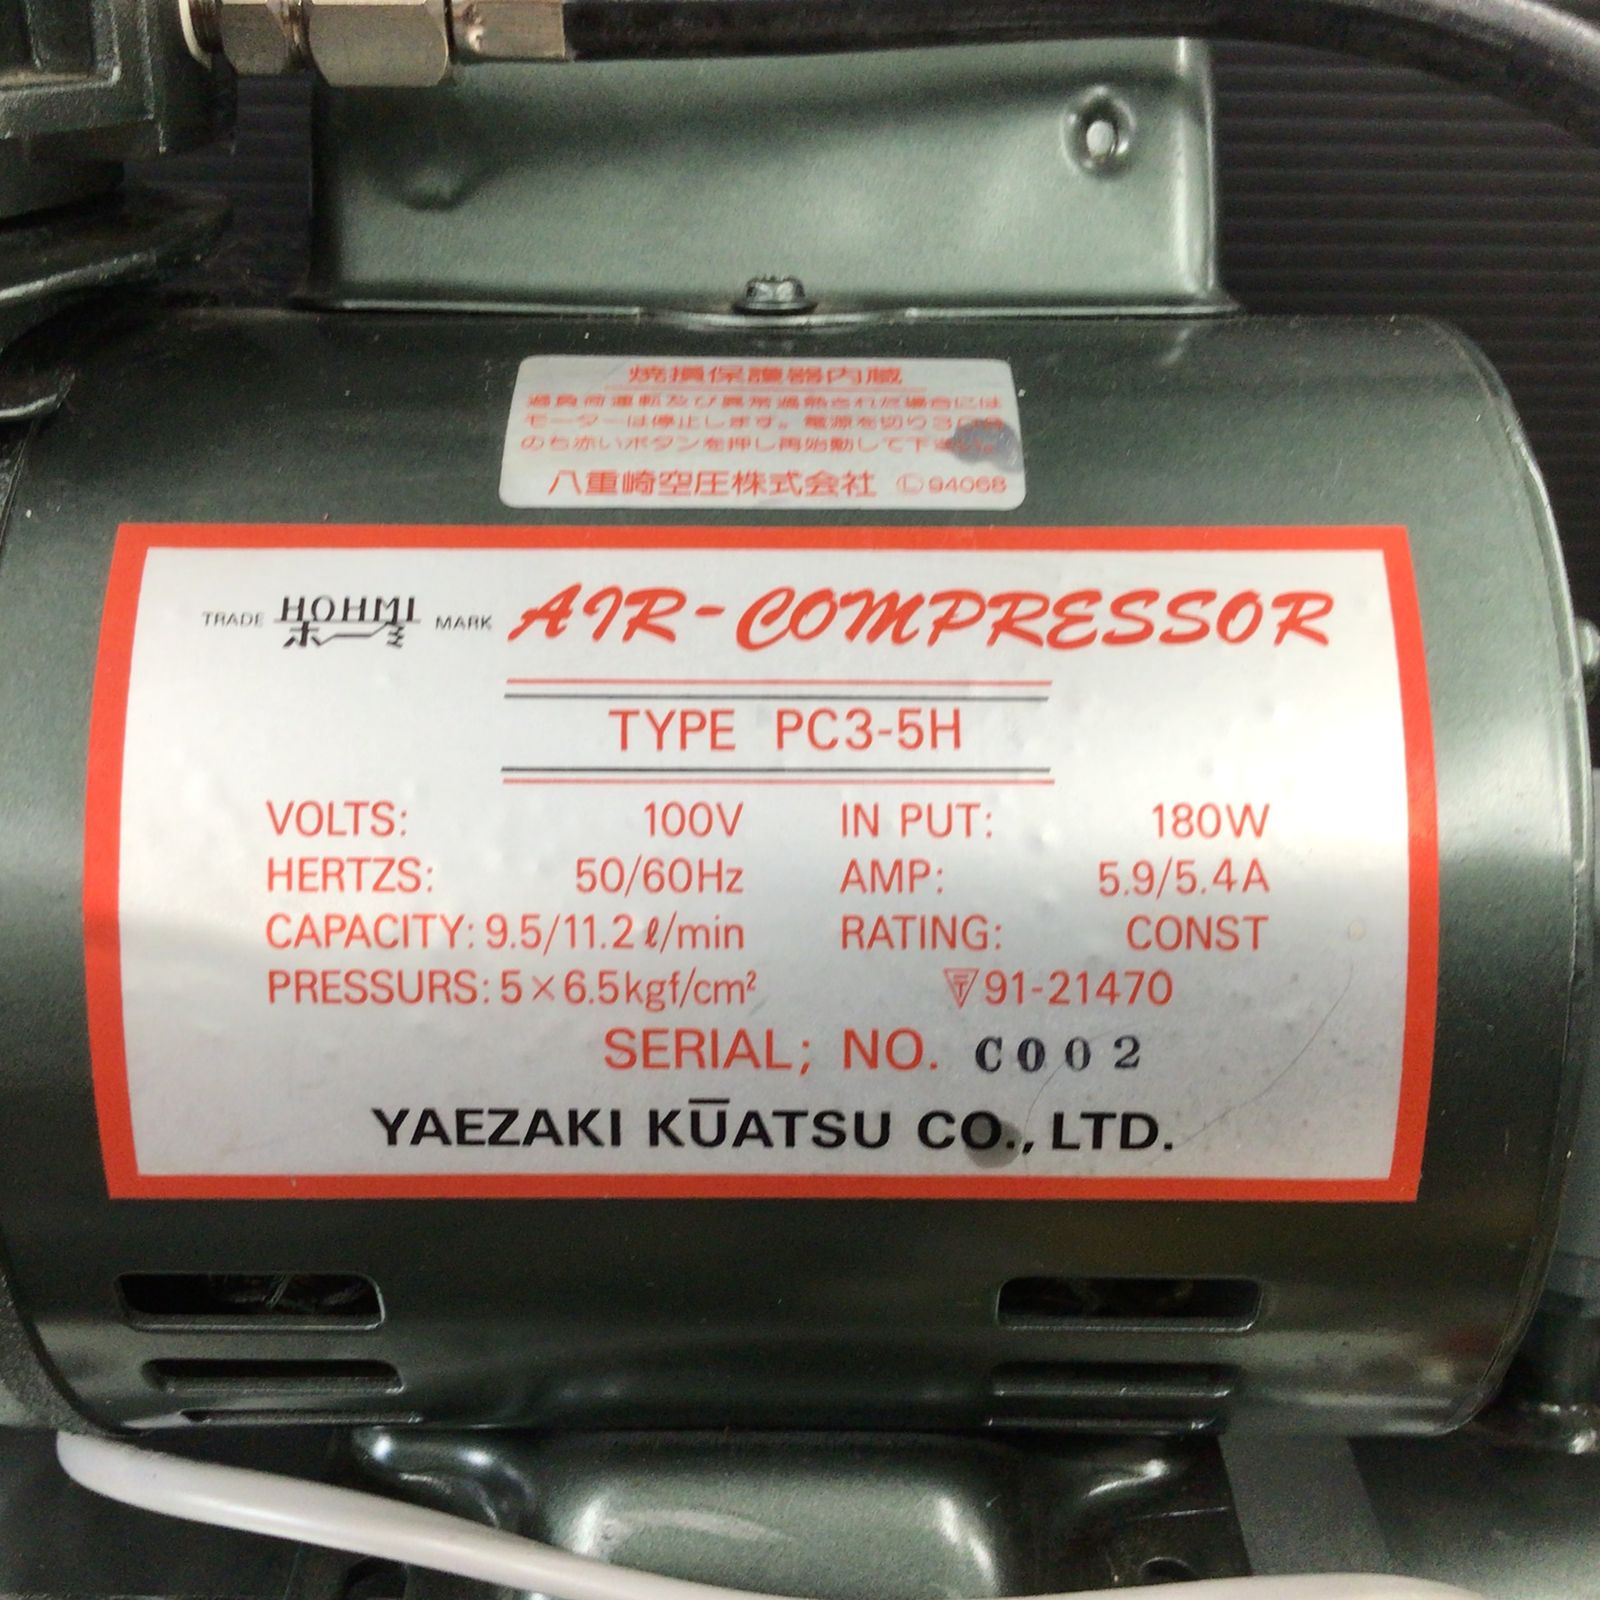 焼損保護器内蔵
過負荷運転及び異常過熱された場合には
モーターは停止します。電源を切り30分
のち赤いボタンを押し再始動して下さい。
八重崎空圧株式会社 Ⓛ94068
TRADE HOHMI MARK AIR-COMPRESSOR
TYPE PC3-5H
VOLTS: 100V IN PUT: 180W
HERTZS: 50/60Hz AMP: 5.9/5.4A
CAPACITY: 9.5/11.2 ℓ/min RATING: CONST
PRESSURS: 5×6.5kgf/cm² 91-21470
SERIAL; NO. C002
YAEZAKI KŪATSU CO., LTD.